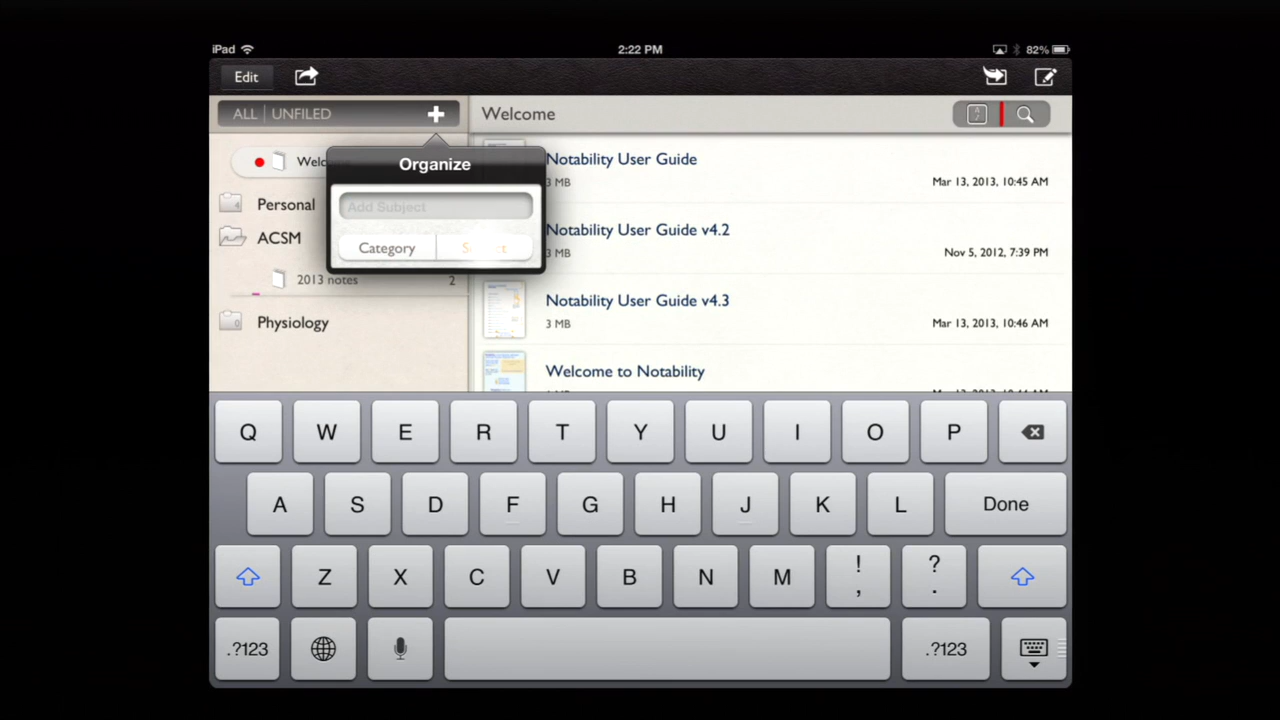 iPad 2:22 PM 82%
Edit
ALL | UNFILED
Welcome
Organize
Add Subject
Category
Personal
ACSM
2013 notes 2
Physiology
Notability User Guide
3 MB Mar 13, 2013, 10:45 AM
Notability User Guide v4.2
3 MB Nov 5, 2012, 7:39 PM
Notability User Guide v4.3
3 MB Mar 13, 2013, 10:46 AM
Welcome to Notability
Q W E R T Y U I O P
A S D F G H J K L Done
Z X C V B N M ! , ? .
.?123 .?123